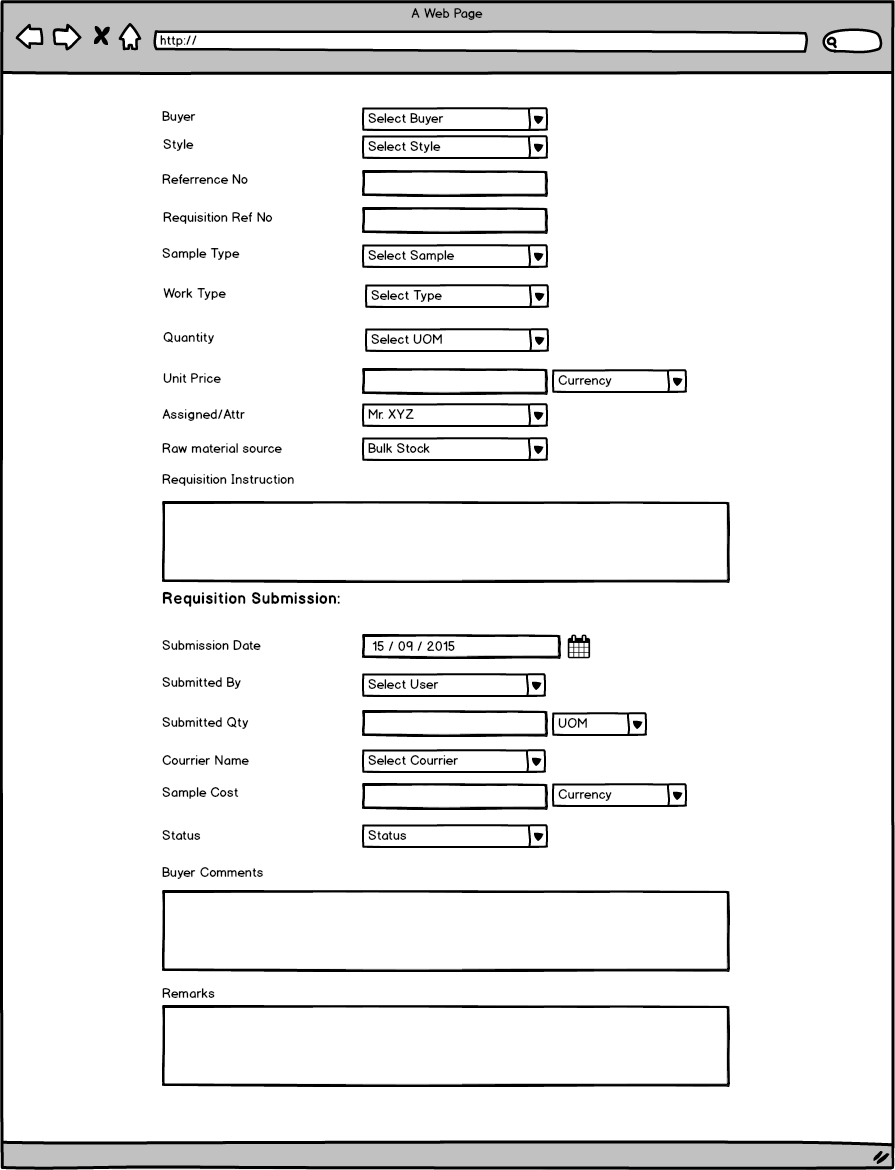 A Web Page
http://
Buyer Select Buyer
Style Select Style
Referrence No
Requisition Ref No
Sample Type Select Sample
Work Type Select Type
Quantity Select UOM
Unit Price Currency
Assigned/Attr Mr. XYZ
Raw material source Bulk Stock
Requisition Instruction
Requisition Submission:
Submission Date 15 / 09 / 2015
Submitted By Select User
Submitted Qty UOM
Courrier Name Select Courrier
Sample Cost Currency
Status Status
Buyer Comments
Remarks